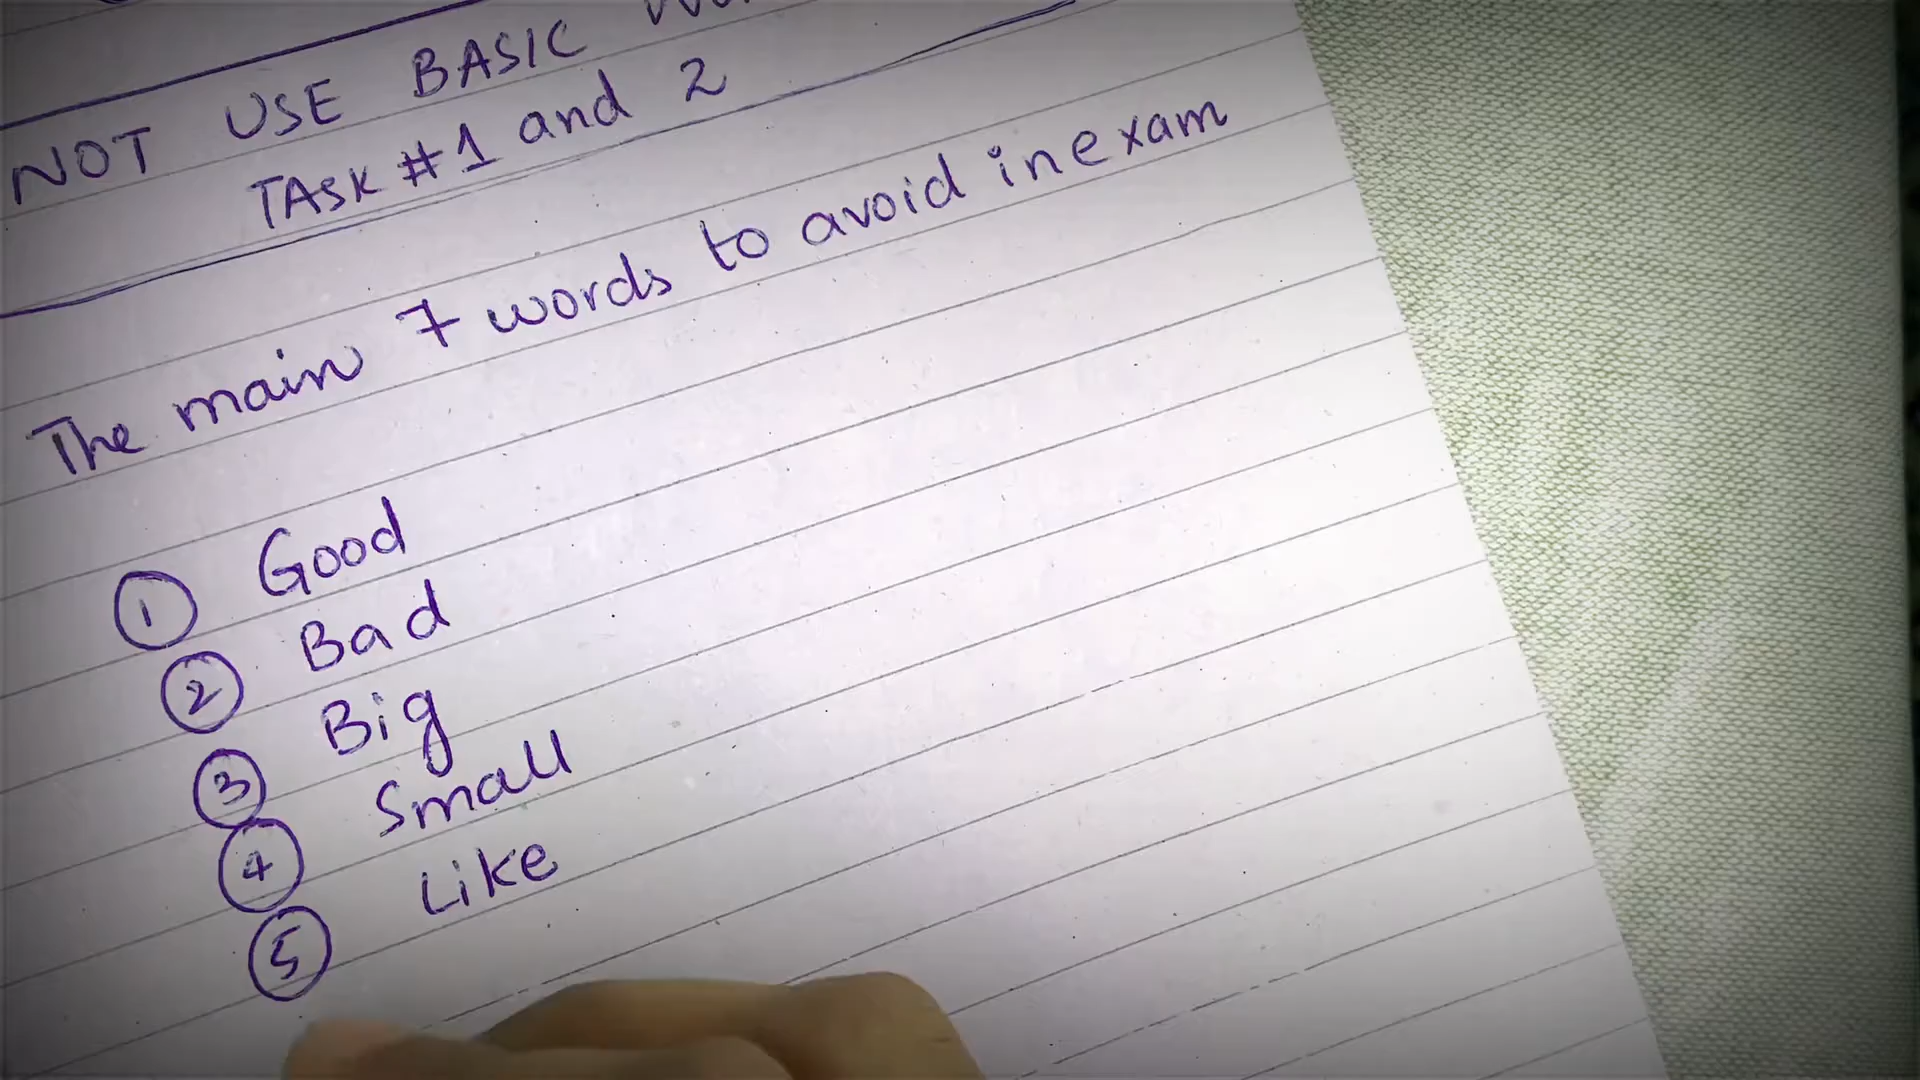 NOT USE BASIC
TASK #1 and 2
The main 7 words to avoid in exam
1 Good
2 Bad
3 Big
4 Small
5 Like